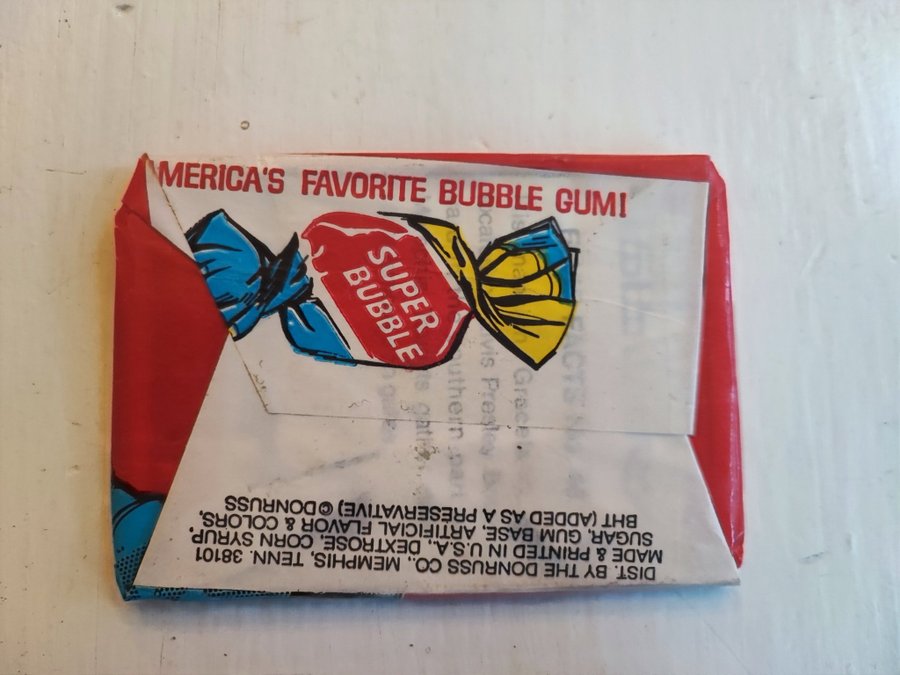 MERICA'S FAVORITE BUBBLE GUM!
SUPER
BUBBLE
DIST. BY THE DONRUSS CO., MEMPHIS, TENN. 38101
MADE & PRINTED IN U.S.A., DEXTROSE, CORN SYRUP,
SUGAR, GUM BASE, ARTIFICIAL FLAVOR & COLORS,
BHT (ADDED AS A PRESERVATIVE) © DONRUSS